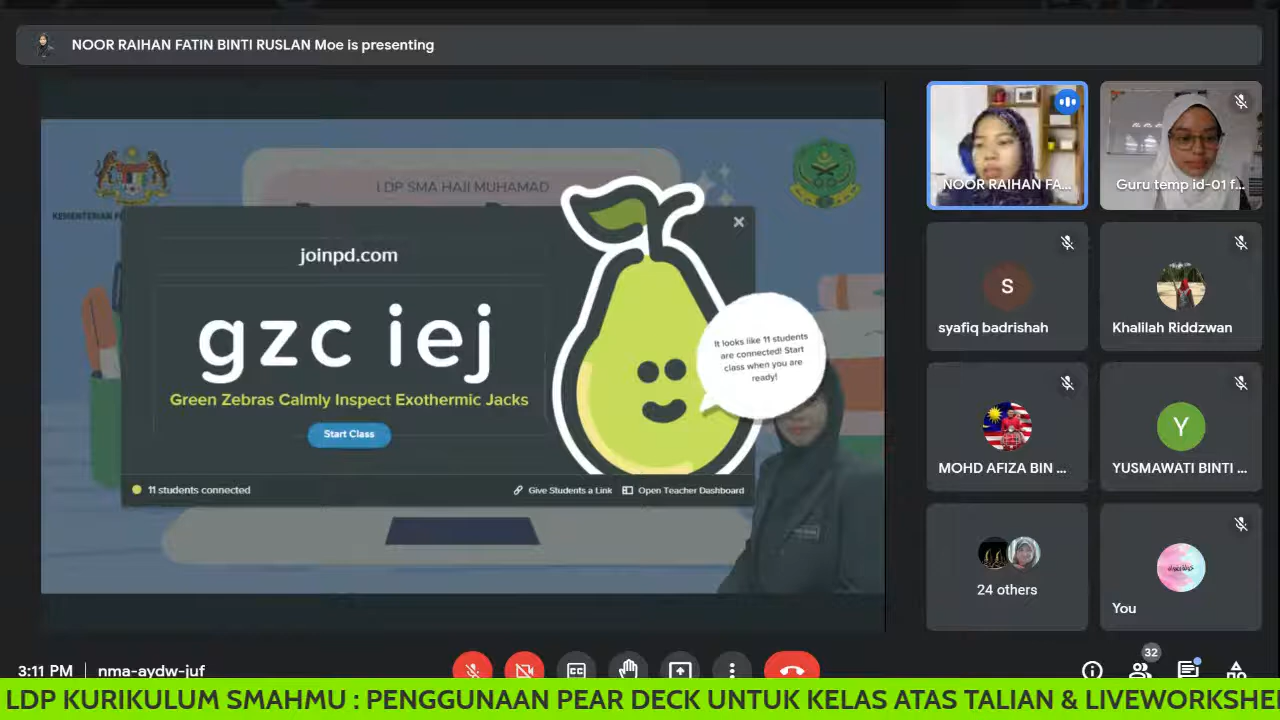 NOOR RAIHAN FATIN BINTI RUSLAN Moe is presenting
LDP SMA HAJI MUHAMAD
joinpd.com
gzc iej
Green Zebras Calmly Inspect Exothermic Jacks
Start Class
11 students connected
Give Students a Link
Open Teacher Dashboard
It looks like 11 students
are connected! Start
class when you are
ready!
NOOR RAIHAN FA...
Guru temp id-01 f...
S
syafiq badrishah
Khalilah Riddzwan
MOHD AFIZA BIN ...
Y
YUSMAWATI BINTI ...
24 others
You
3:11 PM | nma-aydw-juf
32
LDP KURIKULUM SMAHMU : PENGGUNAAN PEAR DECK UNTUK KELAS ATAS TALIAN & LIVEWORKSHE